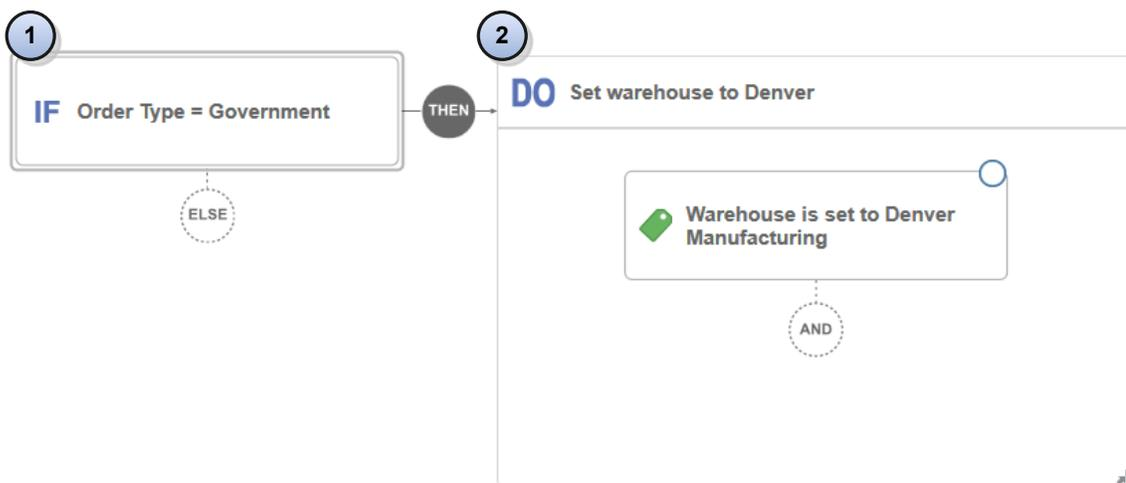 1
2
IF Order Type = Government
THEN
DO Set warehouse to Denver
ELSE
Warehouse is set to Denver
Manufacturing
AND